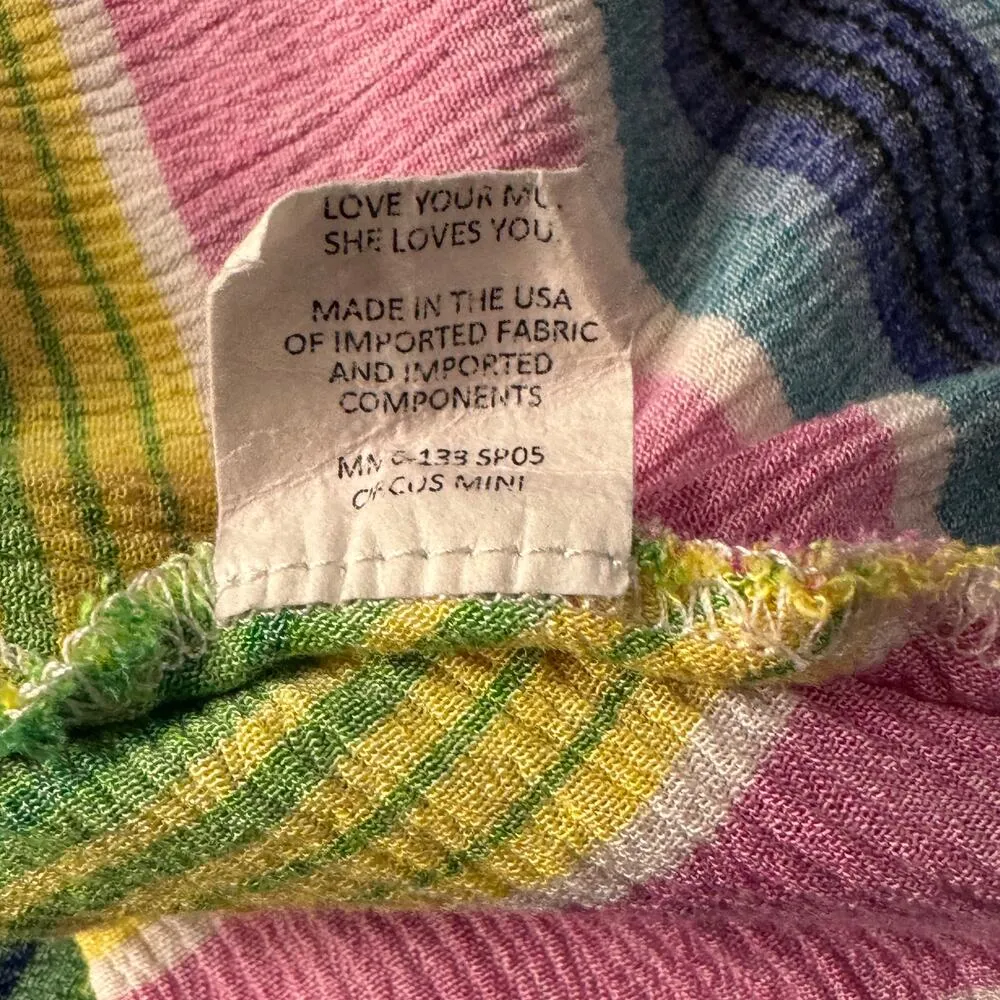 LOVE YOUR
SHE LOVES YOU.
MADE IN THE USA
OF IMPORTED FABRIC
AND IMPORTED
COMPONENTS
SP05
MINI